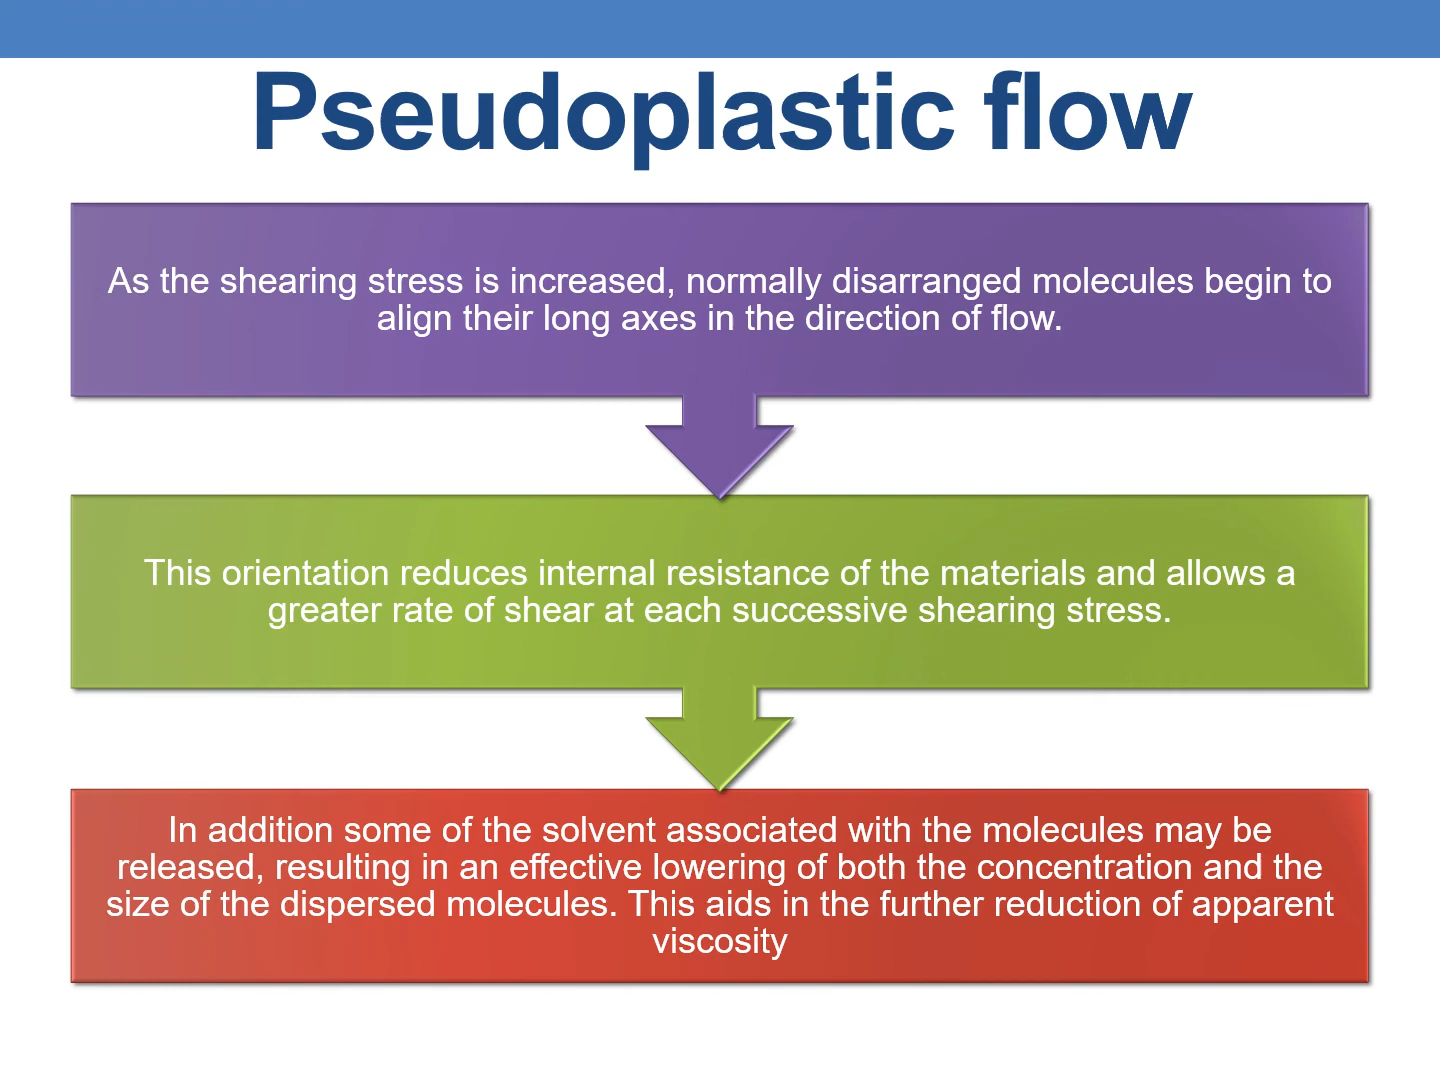 Pseudoplastic flow
As the shearing stress is increased, normally disarranged molecules begin to
align their long axes in the direction of flow.
This orientation reduces internal resistance of the materials and allows a
greater rate of shear at each successive shearing stress.
In addition some of the solvent associated with the molecules may be
released, resulting in an effective lowering of both the concentration and the
size of the dispersed molecules. This aids in the further reduction of apparent
viscosity